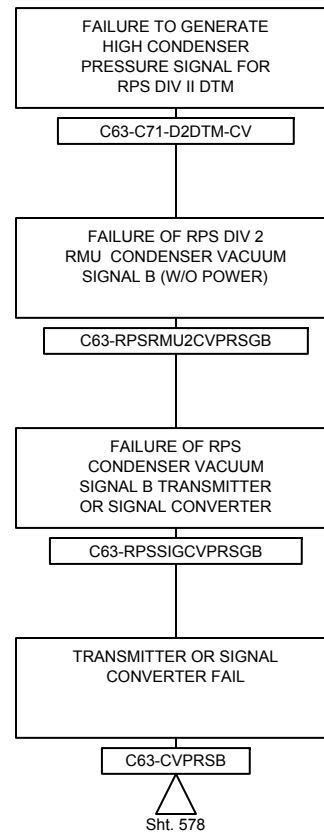 FAILURE TO GENERATE
HIGH CONDENSER
PRESSURE SIGNAL FOR
RPS DIV II DTM
C63-C71-D2DTM-CV
FAILURE OF RPS DIV 2
RMU CONDENSER VACUUM
SIGNAL B (W/O POWER)
C63-RPSRMU2CVPRSGB
FAILURE OF RPS
CONDENSER VACUUM
SIGNAL B TRANSMITTER
OR SIGNAL CONVERTER
C63-RPSSIGCVPRSGB
TRANSMITTER OR SIGNAL
CONVERTER FAIL
C63-CVPRSB
Sht. 578